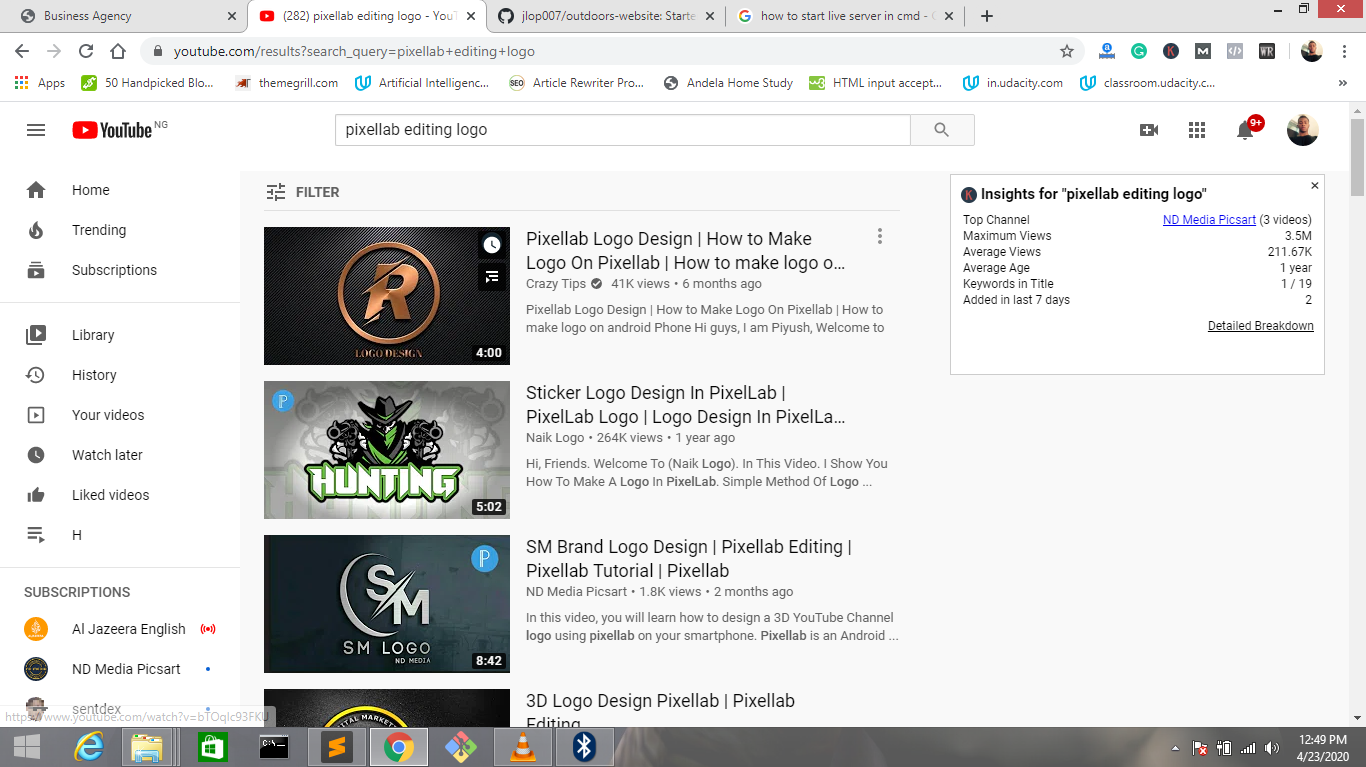 Business Agency
(282) pixellab editing logo - YouT
jlop007/outdoors-website: Starte
how to start live server in cmd - G
youtube.com/results?search_query=pixellab+editing+logo
Apps
50 Handpicked Blo...
themegrill.com
Artificial Intelligenc...
SEO
Article Rewriter Pro...
Andela Home Study
HTML input accept...
in.udacity.com
classroom.udacity.c...
YouTube NG
pixellab editing logo
9+
Home
Trending
Subscriptions
Library
History
Your videos
Watch later
Liked videos
H
SUBSCRIPTIONS
Al Jazeera English
ND Media Picsart
sentdex
https://www.youtube.com/watch?v=bTOqIc93FKU
FILTER
R
LOGO DESIGN
4:00
Pixellab Logo Design | How to Make
Logo On Pixellab | How to make logo o...
Crazy Tips 41K views • 6 months ago
Pixellab Logo Design | How to Make Logo On Pixellab | How to
make logo on android Phone Hi guys, I am Piyush, Welcome to
HUNTING
5:02
Sticker Logo Design In PixelLab |
PixelLab Logo | Logo Design In PixelLa...
Naik Logo • 264K views • 1 year ago
Hi, Friends. Welcome To (Naik Logo). In This Video. I Show You
How To Make A Logo In PixelLab. Simple Method Of Logo ...
SM
SM LOGO
ND MEDIA
8:42
SM Brand Logo Design | Pixellab Editing |
Pixellab Tutorial | Pixellab
ND Media Picsart • 1.8K views • 2 months ago
In this video, you will learn how to design a 3D YouTube Channel
logo using pixellab on your smartphone. Pixellab is an Android ...
3D Logo Design Pixellab | Pixellab
Editing
Insights for "pixellab editing logo"
Top Channel ND Media Picsart (3 videos)
Maximum Views 3.5M
Average Views 211.67K
Average Age 1 year
Keywords in Title 1 / 19
Added in last 7 days 2
Detailed Breakdown
12:49 PM
4/23/2020